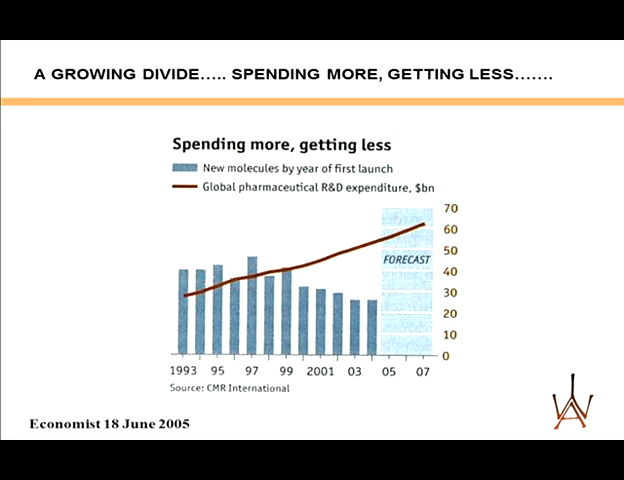 A GROWING DIVIDE….. SPENDING MORE, GETTING LESS…….
Spending more, getting less
New molecules by year of first launch
Global pharmaceutical R&D expenditure, $bn
70
60
50
FORECAST
40
30
20
10
0
1993 95 97 99 2001 03 05 07
Source: CMR International
Economist 18 June 2005